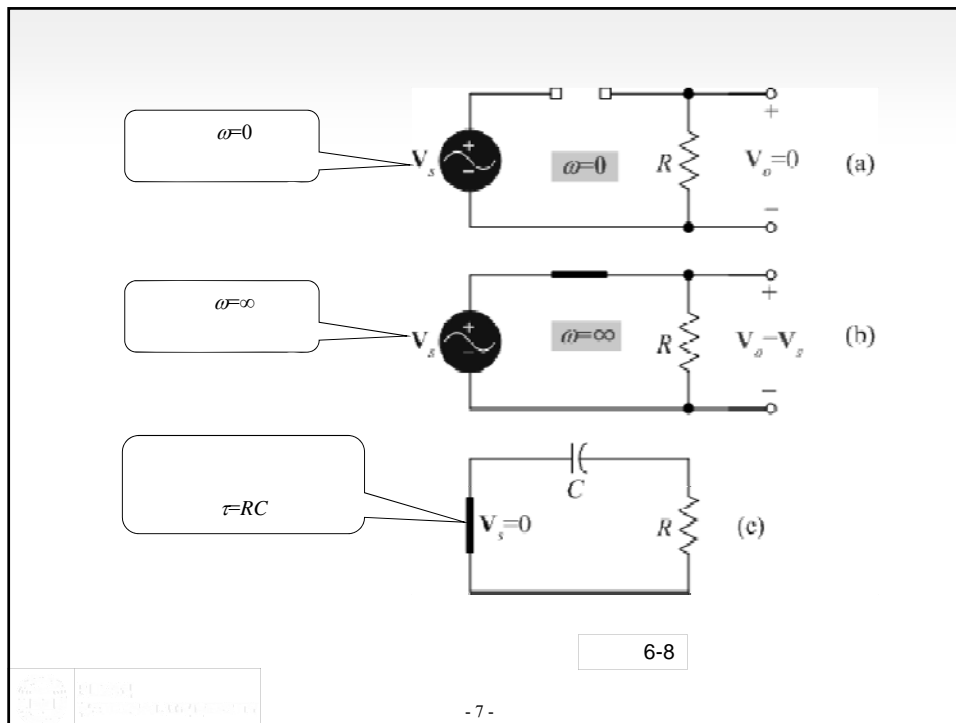 ω=0
V_s
+
−
ω=0
R
+
V_o=0
−
(a)
ω=∞
V_s
+
−
ω=∞
R
+
V_o=V_s
−
(b)
τ=RC
V_s=0
C
R
(c)
6-8
- 7 -